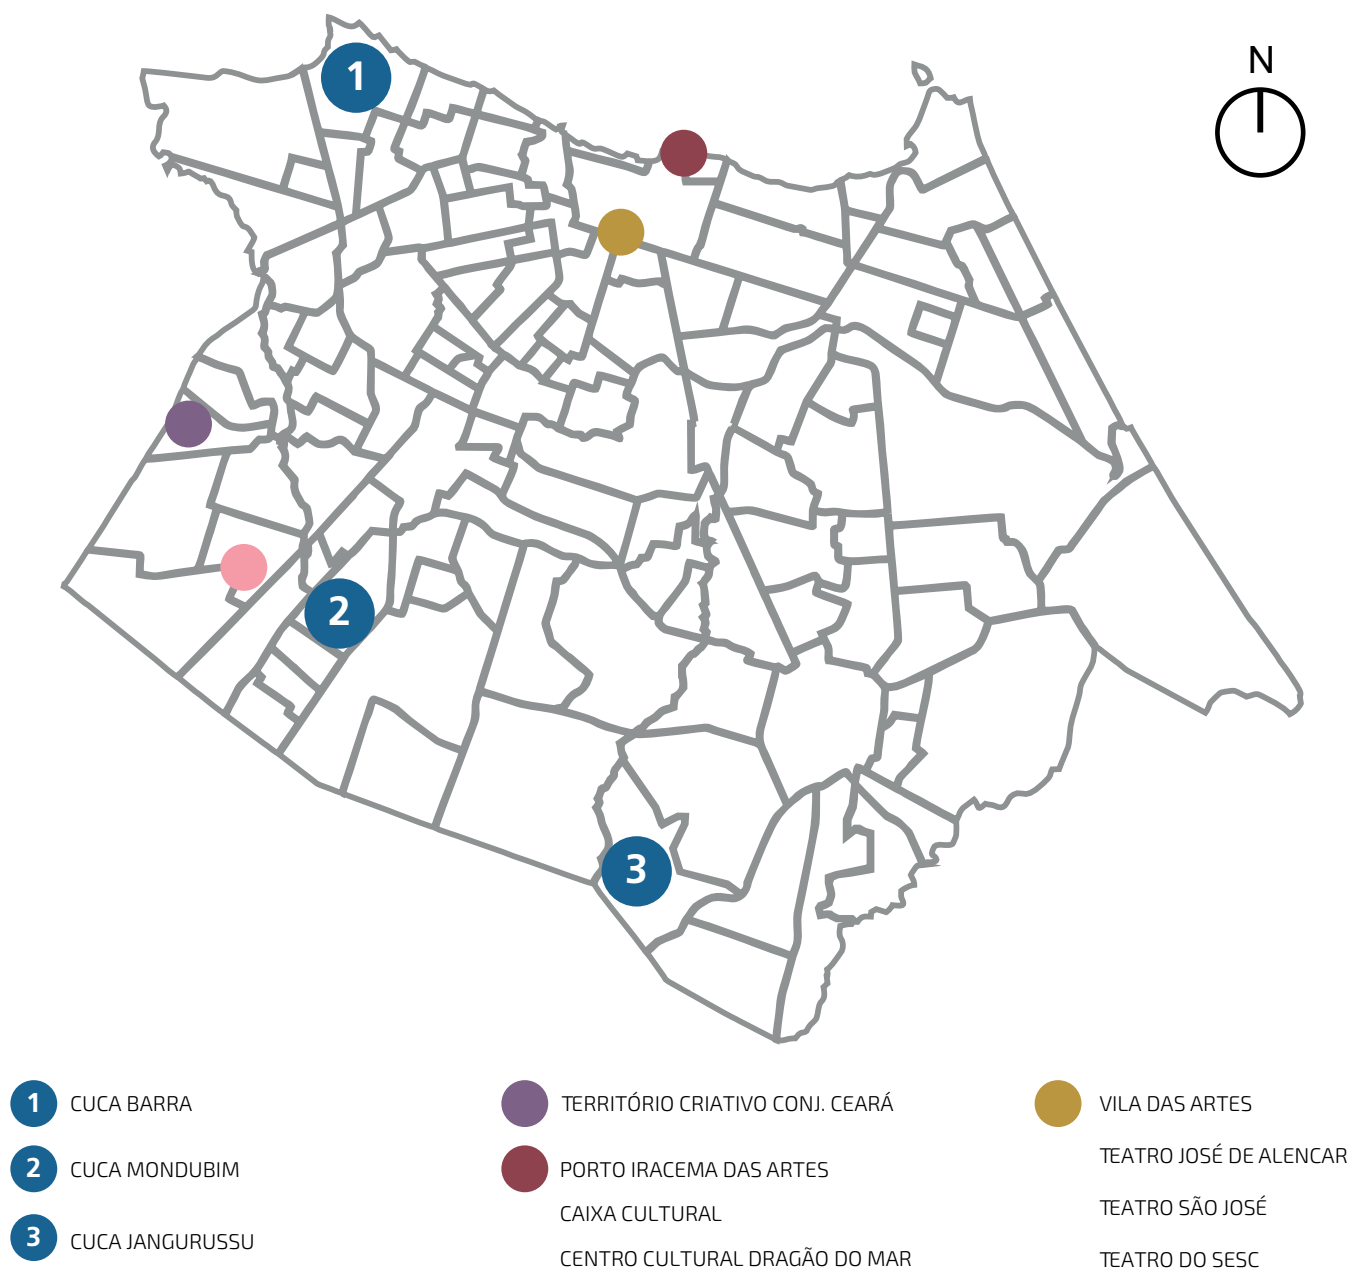 N
1
2
3
1 CUCA BARRA
2 CUCA MONDUBIM
3 CUCA JANGURUSSU
TERRITÓRIO CRIATIVO CONJ. CEARÁ
PORTO IRACEMA DAS ARTES
CAIXA CULTURAL
CENTRO CULTURAL DRAGÃO DO MAR
VILA DAS ARTES
TEATRO JOSÉ DE ALENCAR
TEATRO SÃO JOSÉ
TEATRO DO SESC